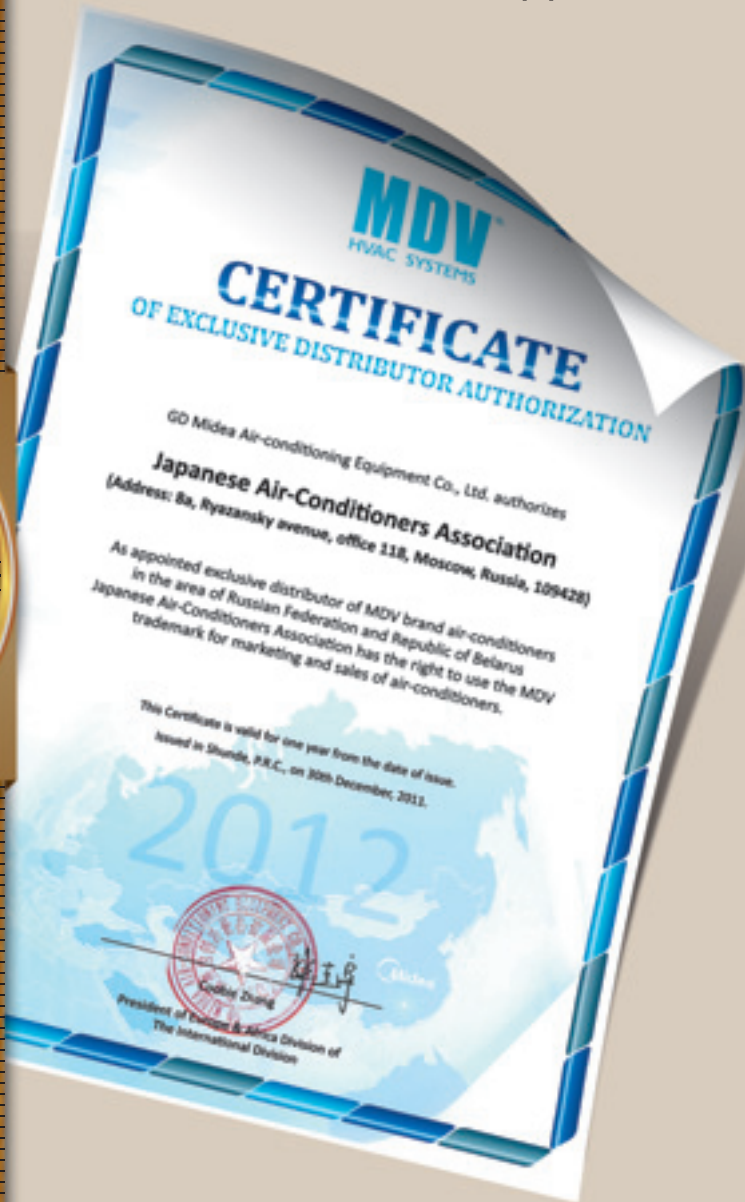 MDV
HVAC SYSTEMS
CERTIFICATE
OF EXCLUSIVE DISTRIBUTOR AUTHORIZATION
GD Midea Air-conditioning Equipment Co., Ltd. authorizes
Japanese Air-Conditioners Association
(Address: 8a, Ryazansky avenue, office 118, Moscow, Russia, 109428)
As appointed exclusive distributor of MDV brand air-conditioners
in the area of Russian Federation and Republic of Belarus
Japanese Air-Conditioners Association has the right to use the MDV
trademark for marketing and sales of air-conditioners.
This Certificate is valid for one year from the date of issue.
Issued in Shunde, P.R.C., on 30th December, 2011.
2012
Midea
Zhang
President of Europe & Africa Division of
The International Division